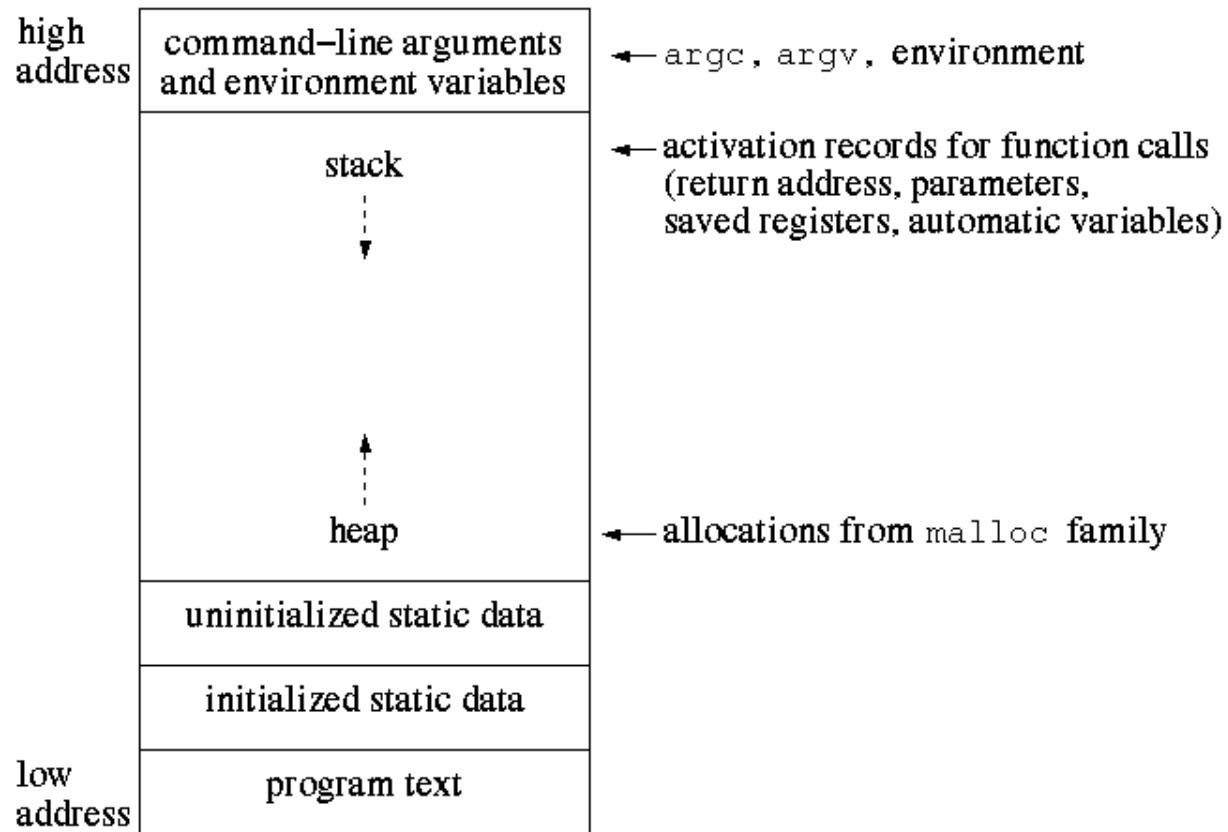 high
address
command–line arguments
and environment variables
argc, argv, environment
stack
activation records for function calls
(return address, parameters,
saved registers, automatic variables)
heap
allocations from malloc family
uninitialized static data
initialized static data
low
address
program text